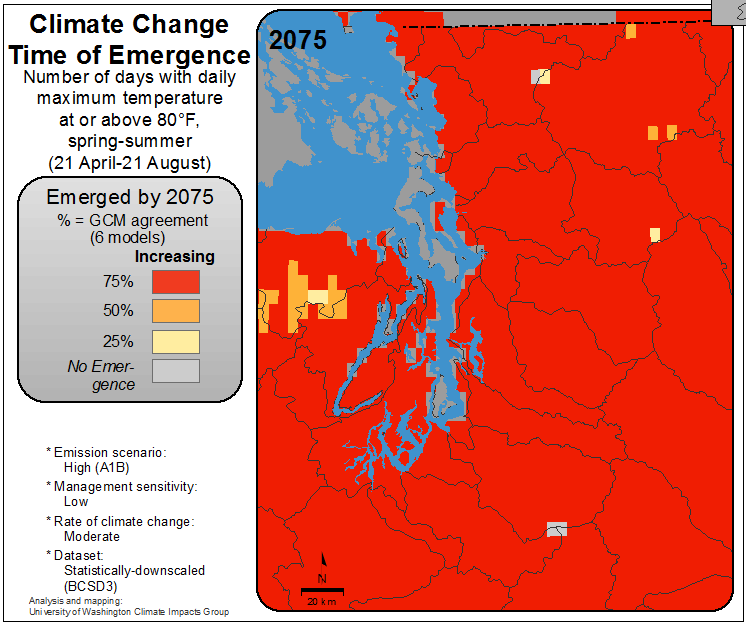 Climate Change
Time of Emergence
Number of days with daily
maximum temperature
at or above 80°F,
spring-summer
(21 April-21 August)
Emerged by 2075
% = GCM agreement
(6 models)
Increasing
75%
50%
25%
No Emer-
gence
* Emission scenario:
High (A1B)
* Management sensitivity:
Low
* Rate of climate change:
Moderate
* Dataset:
Statistically-downscaled
(BCSD3)
Analysis and mapping:
University of Washington Climate Impacts Group
2075
N
20 km